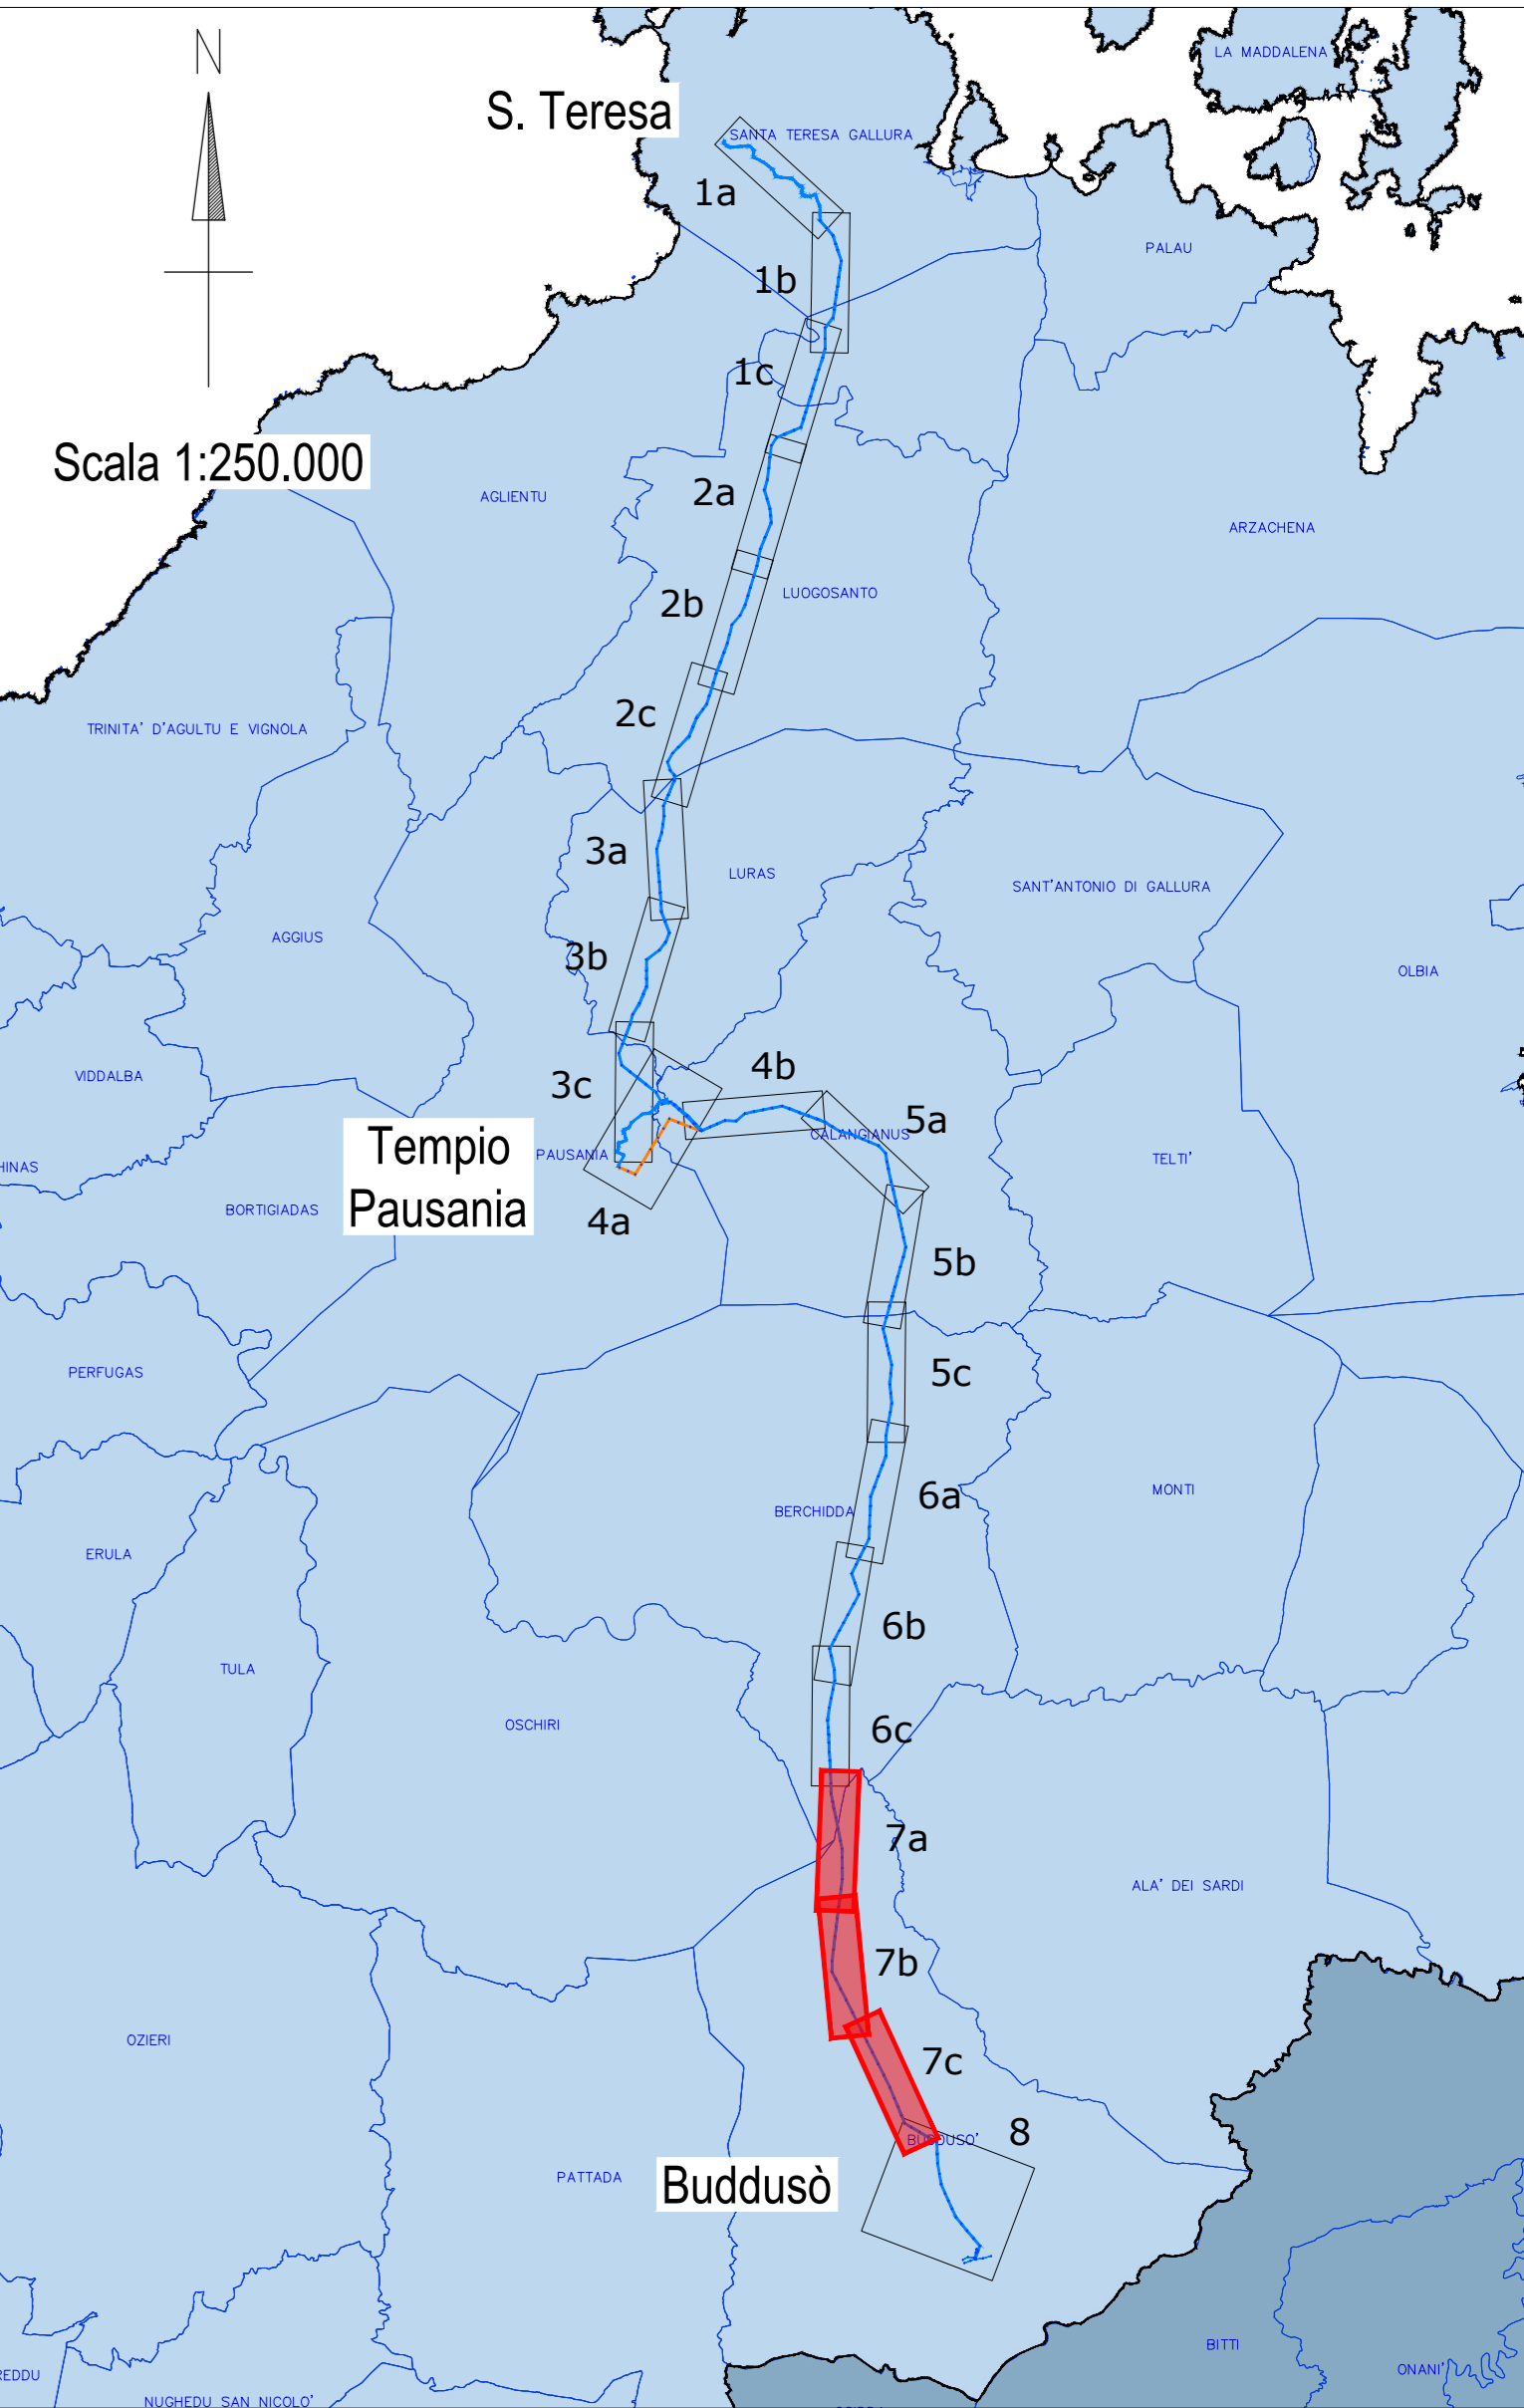 N
LA MADDALENA
S. Teresa
SANTA TERESA GALLURA
1a
PALAU
1b
1c
Scala 1:250.000
2a
AGLIENTU
ARZACHENA
2b
LUOGOSANTO
2c
TRINITA' D'AGULTU E VIGNOLA
3a
LURAS
SANT'ANTONIO DI GALLURA
AGGIUS
3b
OLBIA
4b
VIDDALBA
3c
5a
CALANGIANUS
Tempio
Pausania
PAUSANIA
TELTI'
HINAS
BORTIGIADAS
4a
5b
PERFUGAS
5c
MONTI
6a
BERCHIDDA
ERULA
6b
TULA
OSCHIRI
6c
7a
ALA' DEI SARDI
7b
OZIERI
7c
8
BUDDUSO'
PATTADA
Buddusò
BITTI
ONANI'
REDDU
NUGHEDU SAN NICOLO'